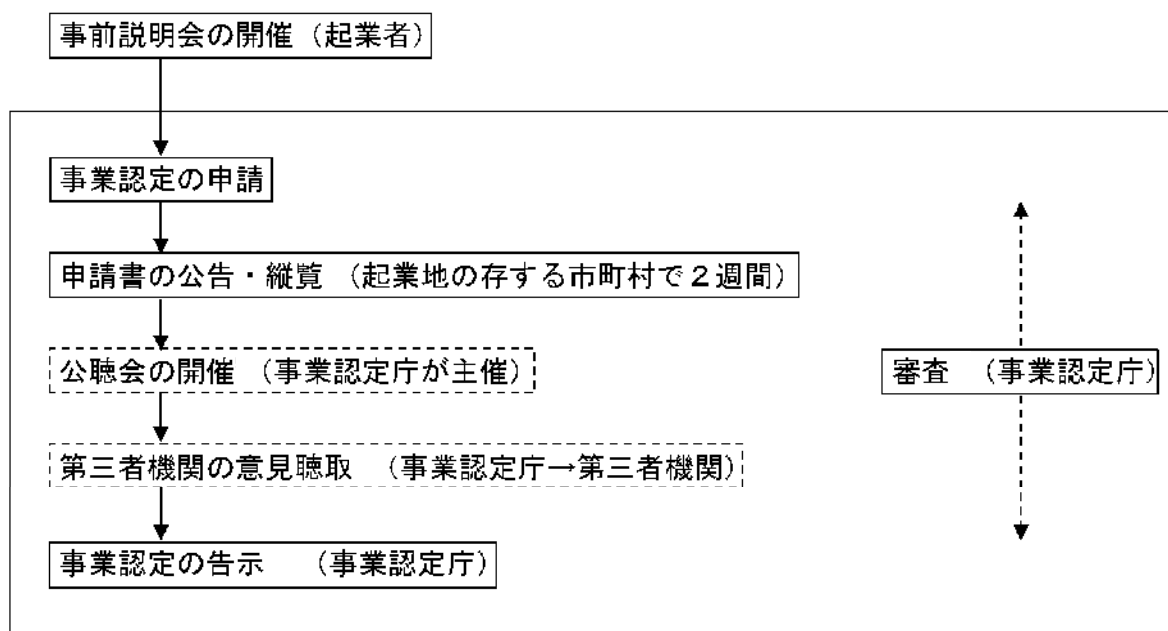 事前説明会の開催（起業者）
事業認定の申請
申請書の公告・縦覧（起業地の存する市町村で２週間）
公聴会の開催（事業認定庁が主催）
審査　（事業認定庁）
第三者機関の意見聴取　（事業認定庁→第三者機関）
事業認定の告示　（事業認定庁）